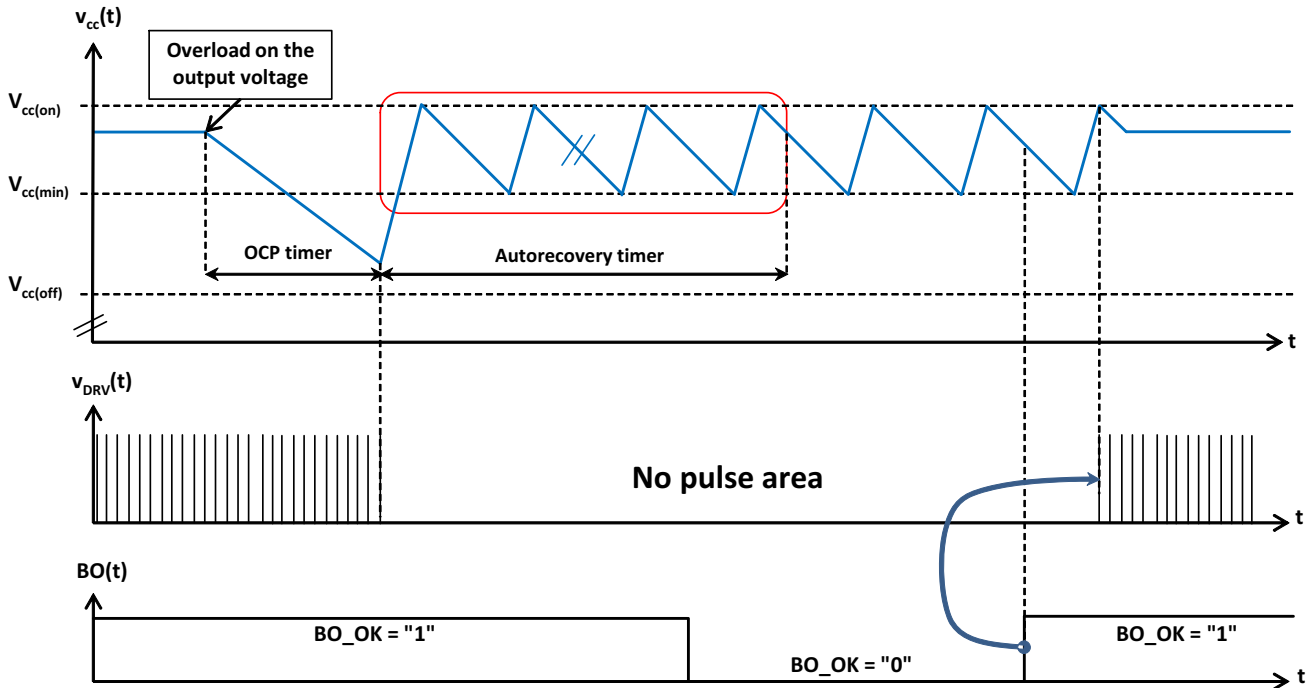 vcc(t)
Overload on the
output voltage
Vcc(on)
Vcc(min)
OCP timer
Autorecovery timer
Vcc(off)
t
vDRV(t)
No pulse area
t
BO(t)
BO_OK = "1"
BO_OK = "1"
BO_OK = "0"
t